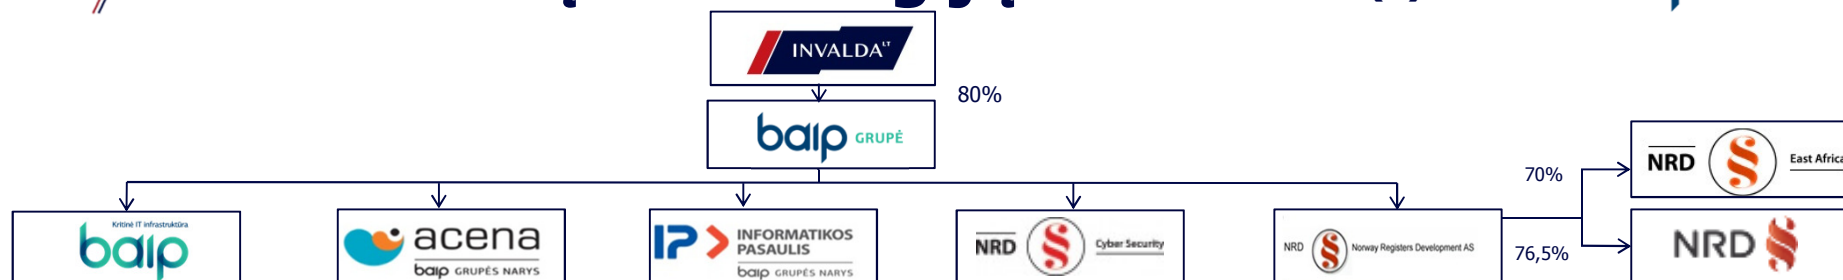 INVALDA LT
80%
baip GRUPĖ
70%
NRD East Africa
Kritinė IT infrastruktūra
baip
acena
baip GRUPĖS NARYS
INFORMATIKOS
PASAULIS
baip GRUPĖS NARYS
NRD Cyber Security
NRD Norway Registers Development AS
76,5%
NRD